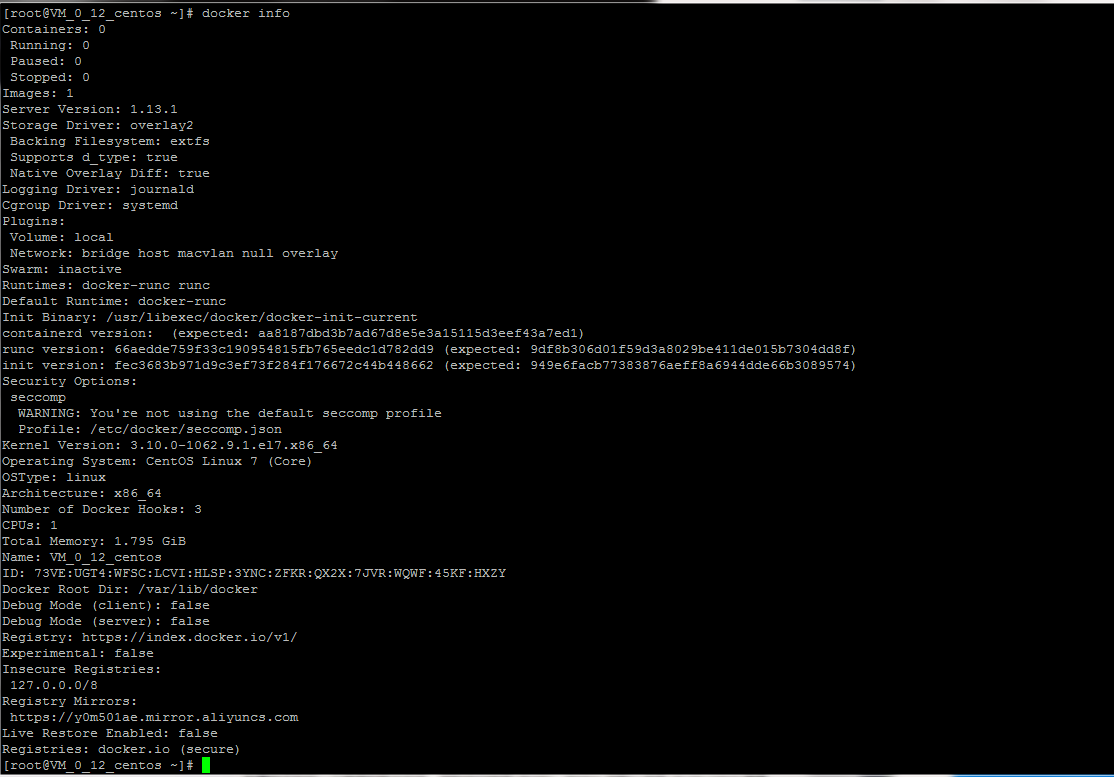 [root@VM_0_12_centos ~]# docker info
Containers: 0
 Running: 0
 Paused: 0
 Stopped: 0
Images: 1
Server Version: 1.13.1
Storage Driver: overlay2
 Backing Filesystem: extfs
 Supports d_type: true
 Native Overlay Diff: true
Logging Driver: journald
Cgroup Driver: systemd
Plugins:
 Volume: local
 Network: bridge host macvlan null overlay
Swarm: inactive
Runtimes: docker-runc runc
Default Runtime: docker-runc
Init Binary: /usr/libexec/docker/docker-init-current
containerd version:  (expected: aa8187dbd3b7ad67d8e5e3a15115d3eef43a7ed1)
runc version: 66aedde759f33c190954815fb765eedc1d782dd9 (expected: 9df8b306d01f59d3a8029be411de015b7304dd8f)
init version: fec3683b971d9c3ef73f284f176672c44b448662 (expected: 949e6facb77383876aeff8a6944dde66b3089574)
Security Options:
 seccomp
  WARNING: You're not using the default seccomp profile
  Profile: /etc/docker/seccomp.json
Kernel Version: 3.10.0-1062.9.1.el7.x86_64
Operating System: CentOS Linux 7 (Core)
OSType: linux
Architecture: x86_64
Number of Docker Hooks: 3
CPUs: 1
Total Memory: 1.795 GiB
Name: VM_0_12_centos
ID: 73VE:UGT4:WFSC:LCVI:HLSP:3YNC:ZFKR:QX2X:7JVR:WQWF:45KF:HXZY
Docker Root Dir: /var/lib/docker
Debug Mode (client): false
Debug Mode (server): false
Registry: https://index.docker.io/v1/
Experimental: false
Insecure Registries:
 127.0.0.0/8
Registry Mirrors:
 https://y0m501ae.mirror.aliyuncs.com
Live Restore Enabled: false
Registries: docker.io (secure)
[root@VM_0_12_centos ~]#